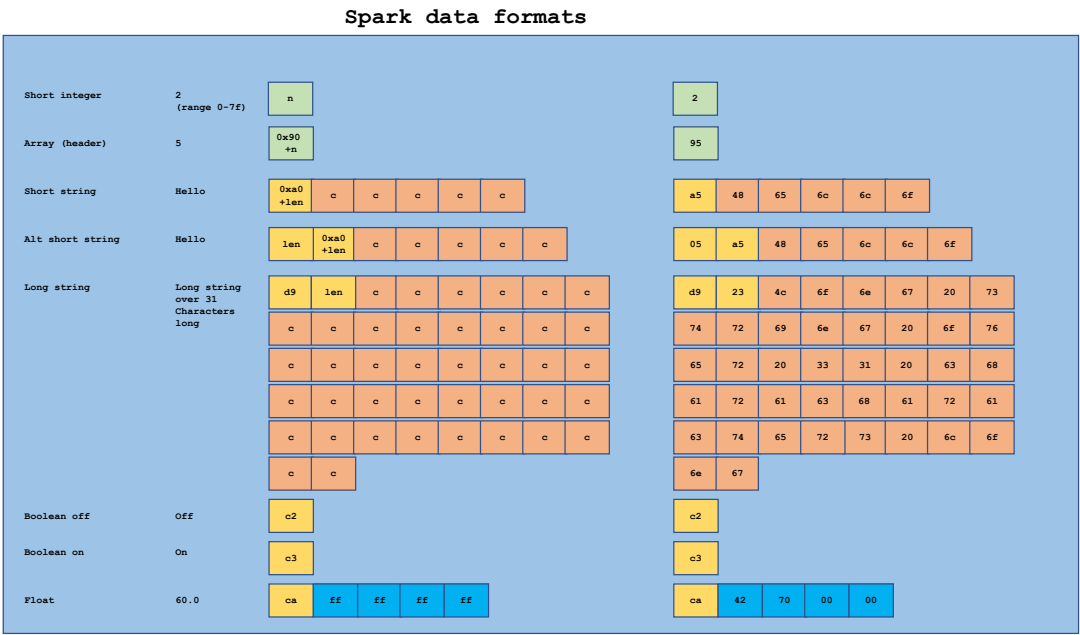 Spark data formats
Short integer 2 n 2
(range 0-7f)
Array (header) 5 0x90 +n 95
Short string Hello 0xa0 +len c c c c c a5 48 65 6c 6c 6f
Alt short string Hello len 0xa0 +len c c c c c 05 a5 48 65 6c 6c 6f
Long string Long string d9 len c c c c c c d9 23 4c 6f 6e 67 20 73
over 31
Characters
long c c c c c c c c 74 72 69 6e 67 20 6f 76
c c c c c c c c 65 72 20 33 31 20 63 68
c c c c c c c c 61 72 61 63 68 61 72 61
c c c c c c c c 63 74 65 72 73 20 6c 6f
c c 6e 67
Boolean off Off c2 c2
Boolean on On c3 c3
Float 60.0 ca ff ff ff ff ca 42 70 00 00